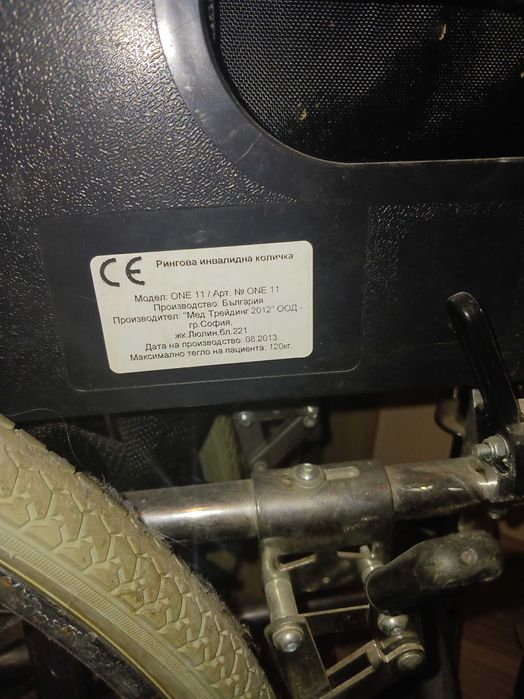 CE Рингова инвалидна количка
Модел: ONE 11 / Арт. № ONE 11
Производство: България
Производител: "Мед Трейдинг 2012" ООД -
гр.София,
жк.Люлин,бл.221
Дата на производство: 08.2013
Максимално тегло на пациента: 120кг.